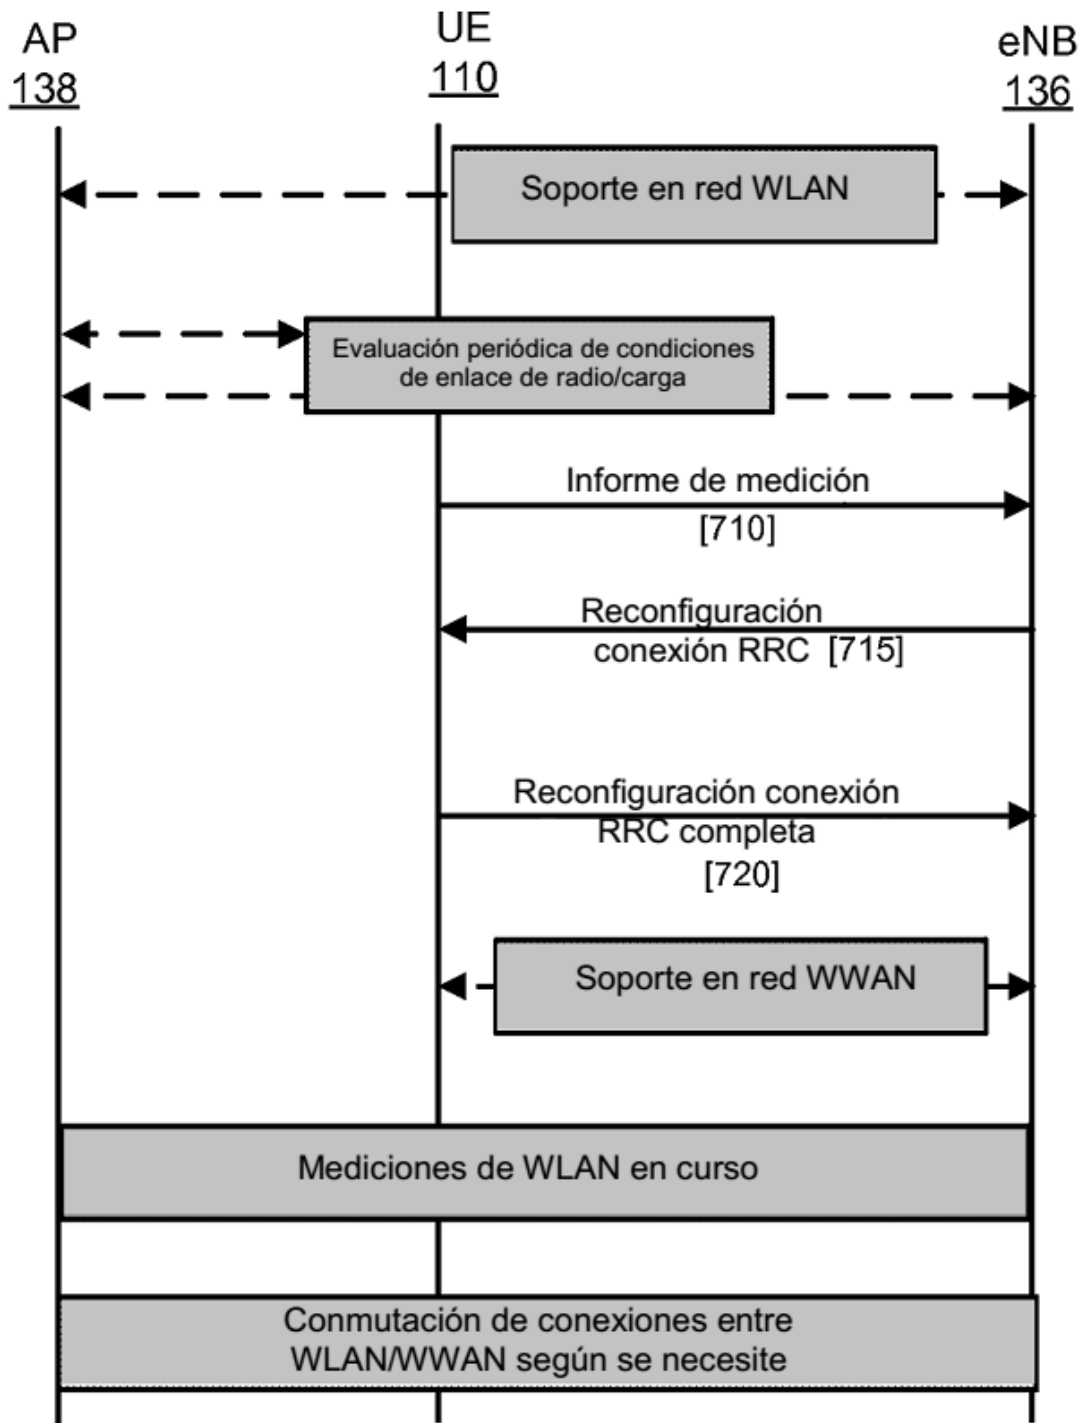 AP
138
UE
110
eNB
136
Soporte en red WLAN
Evaluación periódica de condiciones
de enlace de radio/carga
Informe de medición
[710]
Reconfiguración
conexión RRC [715]
Reconfiguración conexión
RRC completa
[720]
Soporte en red WWAN
Mediciones de WLAN en curso
Conmutación de conexiones entre
WLAN/WWAN según se necesite